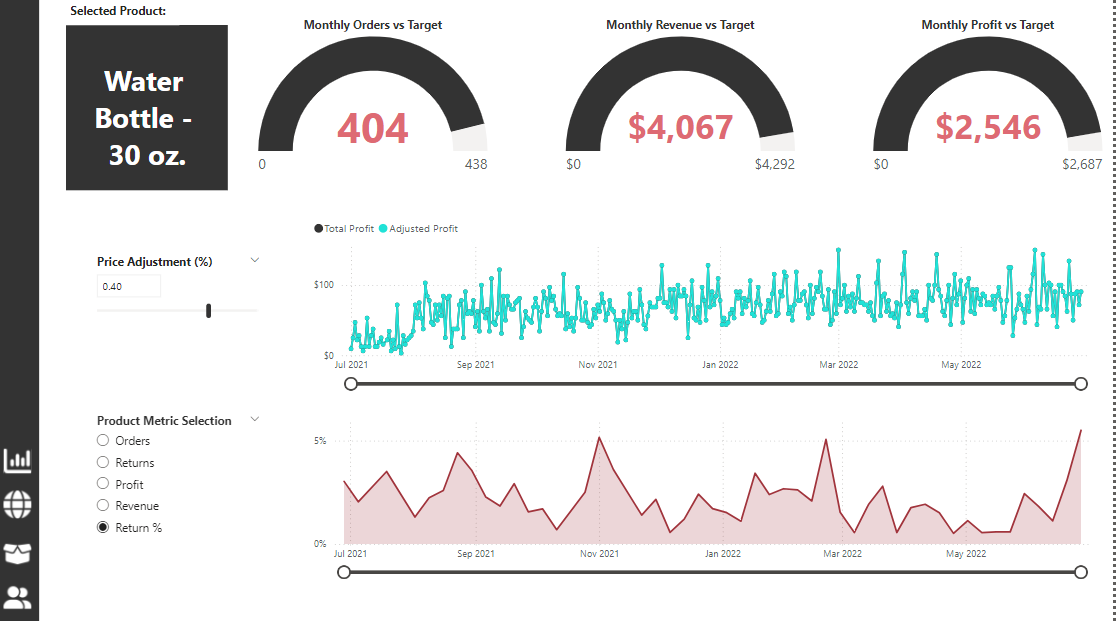 Selected Product:
Water
Bottle -
30 oz.
Monthly Orders vs Target
404
0
438
Monthly Revenue vs Target
$4,067
$0
$4,292
Monthly Profit vs Target
$2,546
$0
$2,687
Price Adjustment (%)
0.40
Total Profit
Adjusted Profit
$100
$0
Jul 2021
Sep 2021
Nov 2021
Jan 2022
Mar 2022
May 2022
Product Metric Selection
Orders
Returns
Profit
Revenue
Return %
5%
0%
Jul 2021
Sep 2021
Nov 2021
Jan 2022
Mar 2022
May 2022